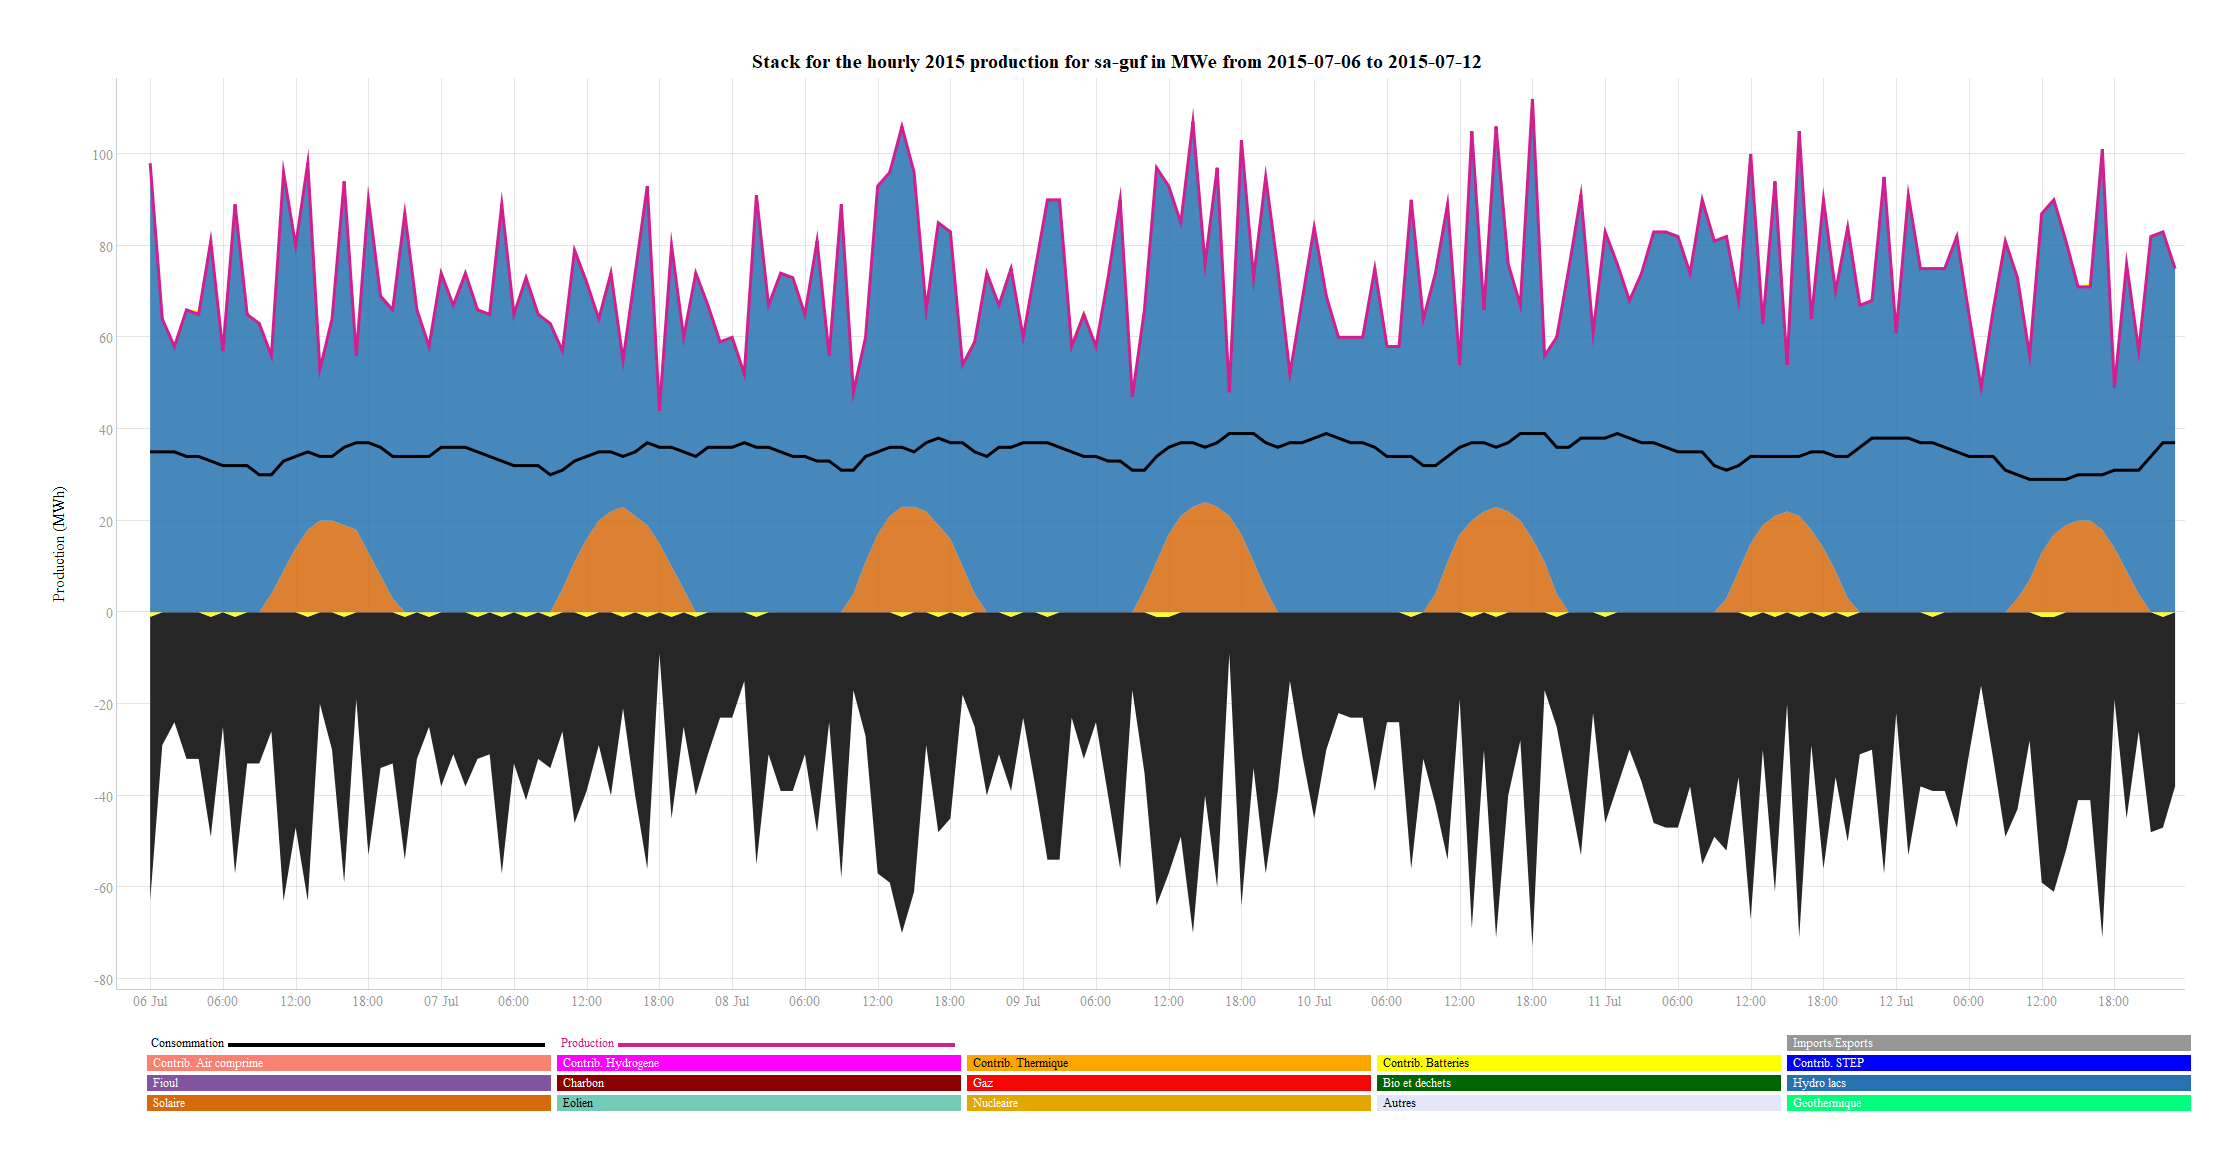 Stack for the hourly 2015 production for sa-guf in MWe from 2015-07-06 to 2015-07-12
Production (MWh)
100
80
60
40
20
0
-20
-40
-60
-80
06 Jul 06:00 12:00 18:00 07 Jul 06:00 12:00 18:00 08 Jul 06:00 12:00 18:00 09 Jul 06:00 12:00 18:00 10 Jul 06:00 12:00 18:00 11 Jul 06:00 12:00 18:00 12 Jul 06:00 12:00 18:00
Consommation Production Imports/Exports
Contrib. Air comprime Contrib. Hydrogene Contrib. Thermique Contrib. Batteries Contrib. STEP
Fioul Charbon Gaz Bio et dechets Hydro lacs
Solaire Eolien Nucleaire Autres Geothermique